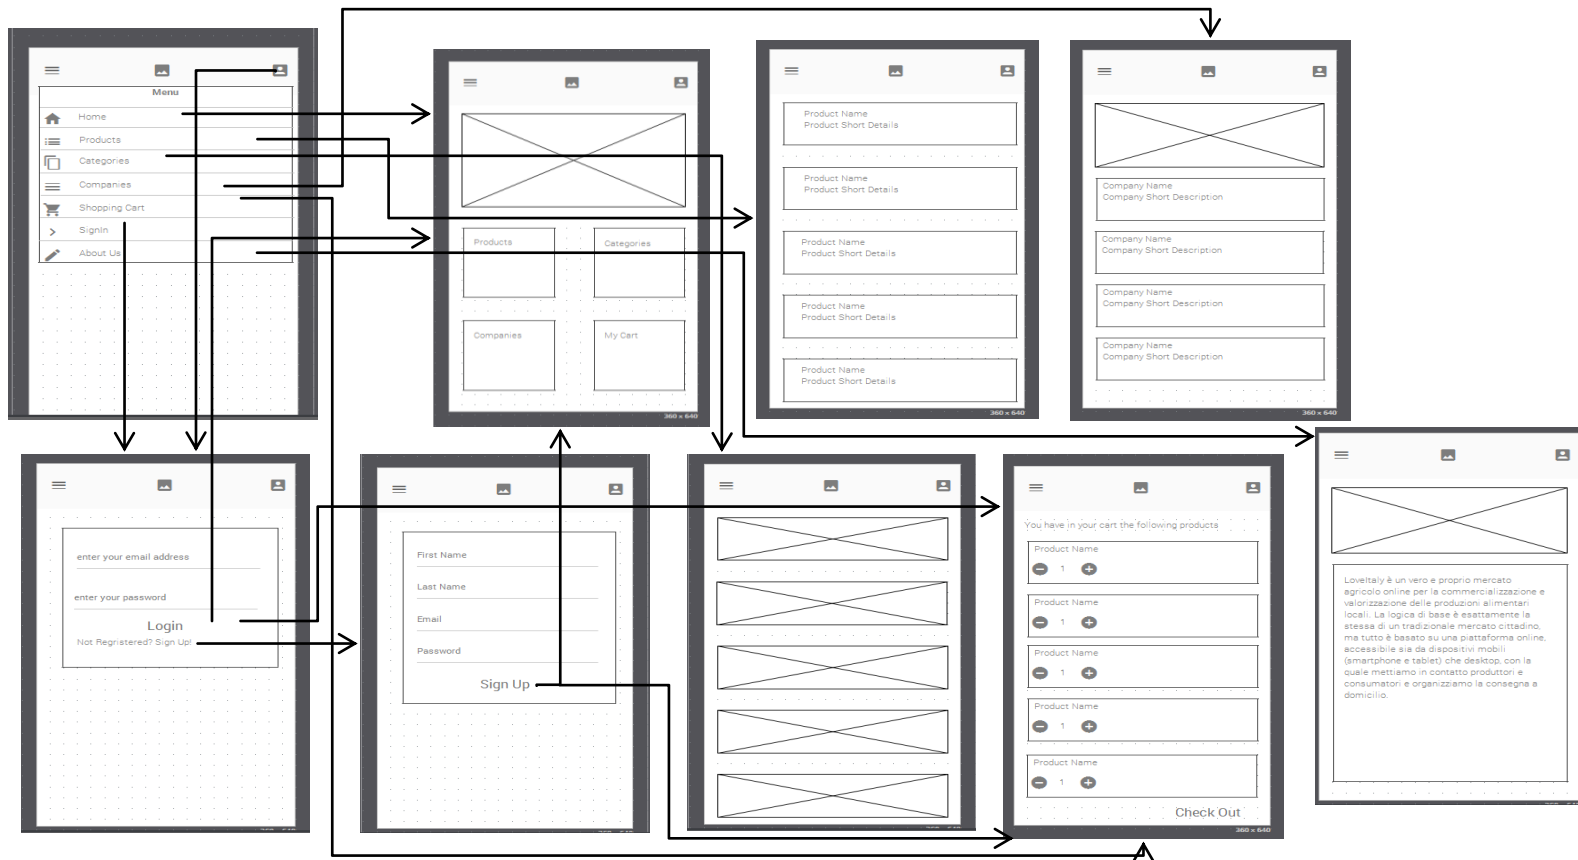 Menu
Home
Products
Categories
Companies
Shopping Cart
SignIn
About Us
Products
Categories
Companies
My Cart
360 x 640
Product Name
Product Short Details
Product Name
Product Short Details
Product Name
Product Short Details
Product Name
Product Short Details
Product Name
Product Short Details
360 x 640
Company Name
Company Short Description
Company Name
Company Short Description
Company Name
Company Short Description
Company Name
Company Short Description
360 x 640
enter your email address
enter your password
Login
Not Regristered? Sign Up!
First Name
Last Name
Email
Password
Sign Up
You have in your cart the following products
Product Name
1
Product Name
1
Product Name
1
Product Name
1
Product Name
1
Check Out
360 x 640
LoveItaly è un vero e proprio mercato
agricolo online per la commercializzazione e
valorizzazione delle produzioni alimentari
locali. La logica di base è esattamente la
stessa di un tradizionale mercato cittadino,
ma tutto è basato su una piattaforma online,
accessibile sia da dispositivi mobili
(smartphone e tablet) che desktop, con la
quale mettiamo in contatto produttori e
consumatori e organizziamo la consegna a
domicilio.